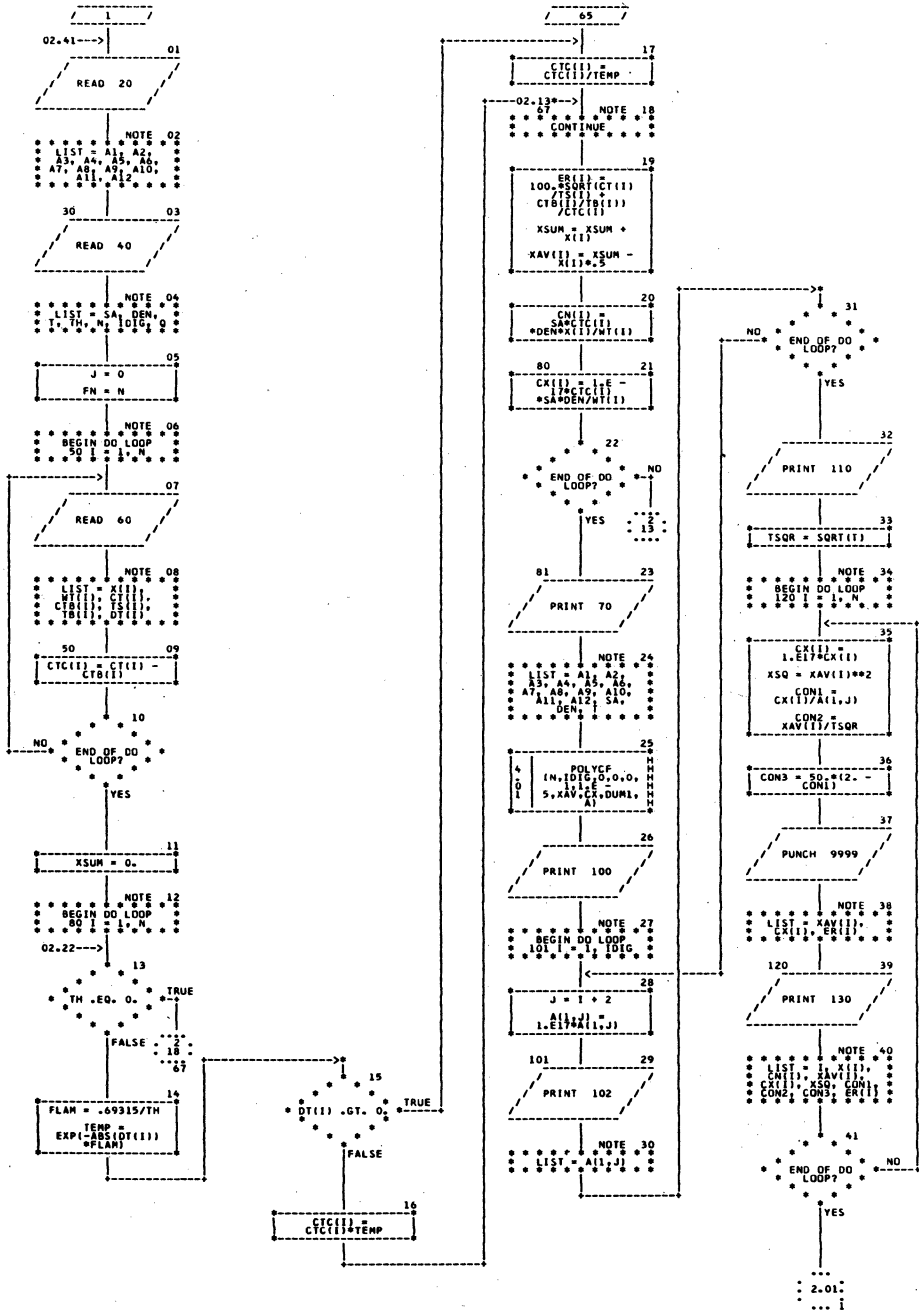 1
02.41--->
01
READ 20
NOTE 02
LIST = A1, A2,
A3, A4, A5, A6,
A7, A8, A9, A10,
A11, A12
30 03
READ 40
NOTE 04
LIST = SA, DEN,
T, TH, N, IDIG, Q
05
J = 0
FN = N
NOTE 06
BEGIN DO LOOP
50 I = 1, N
07
READ 60
NOTE 08
LIST = X(I),
WT(I), CT(I),
CTB(I), TS(I),
TB(I), DT(I)
50 09
CTC(I) = CT(I) -
CTB(I)
10
NO
END OF DO
LOOP?
YES
11
XSUM = 0.
NOTE 12
BEGIN DO LOOP
80 I = 1, N
02.22--->
13
TH .EQ. 0.
TRUE
FALSE
2
18
67
14
FLAM = .69315/TH
TEMP =
EXP(-ABS(DT(I))
*FLAM)
15
DT(I) .GT. 0.
TRUE
FALSE
16
CTC(I) =
CTC(I)*TEMP
65
17
CTC(I) =
CTC(I)/TEMP
02.13*-->
67 NOTE 18
CONTINUE
19
ER(I) =
100.*SQRT(CT(I)
/TS(I) +
CTB(I)/TB(I))
/CTC(I)
XSUM = XSUM +
X(I)
XAV(I) = XSUM -
X(I)*.5
20
CN(I) =
SA*CTC(I)
*DEN*X(I)/WT(I)
80 21
CX(I) = 1.E -
17*CTC(I)
*SA*DEN/WT(I)
22
END OF DO
LOOP?
NO
YES
2
13
81 23
PRINT 70
NOTE 24
LIST = A1, A2,
A3, A4, A5, A6,
A7, A8, A9, A10,
A11, A12, SA,
DEN, T
25
4
.
0
1
POLYCF
(N,IDIG,0,0,0,
1,1.E -
5,XAV,CX,DUM1,
A)
H
H
H
H
H
H
26
PRINT 100
NOTE 27
BEGIN DO LOOP
101 I = 1, IDIG
28
J = I + 2
A(1,J) =
1.E17*A(1,J)
101 29
PRINT 102
NOTE 30
LIST = A(1,J)
31
NO
END OF DO
LOOP?
YES
32
PRINT 110
33
TSQR = SQRT(T)
NOTE 34
BEGIN DO LOOP
120 I = 1, N
35
CX(I) =
1.E17*CX(I)
XSQ = XAV(I)**2
CON1 =
CX(I)/A(1,J)
CON2 =
XAV(I)/TSQR
36
CON3 = 50.*(2. -
CON1)
37
PUNCH 9999
NOTE 38
LIST = XAV(I),
CX(I), ER(I)
120 39
PRINT 130
NOTE 40
LIST = I, X(I),
CN(I), XAV(I),
CX(I), XSQ, CON1,
CON2, CON3, ER(I)
41
END OF DO
LOOP?
NO
YES
2.01
1